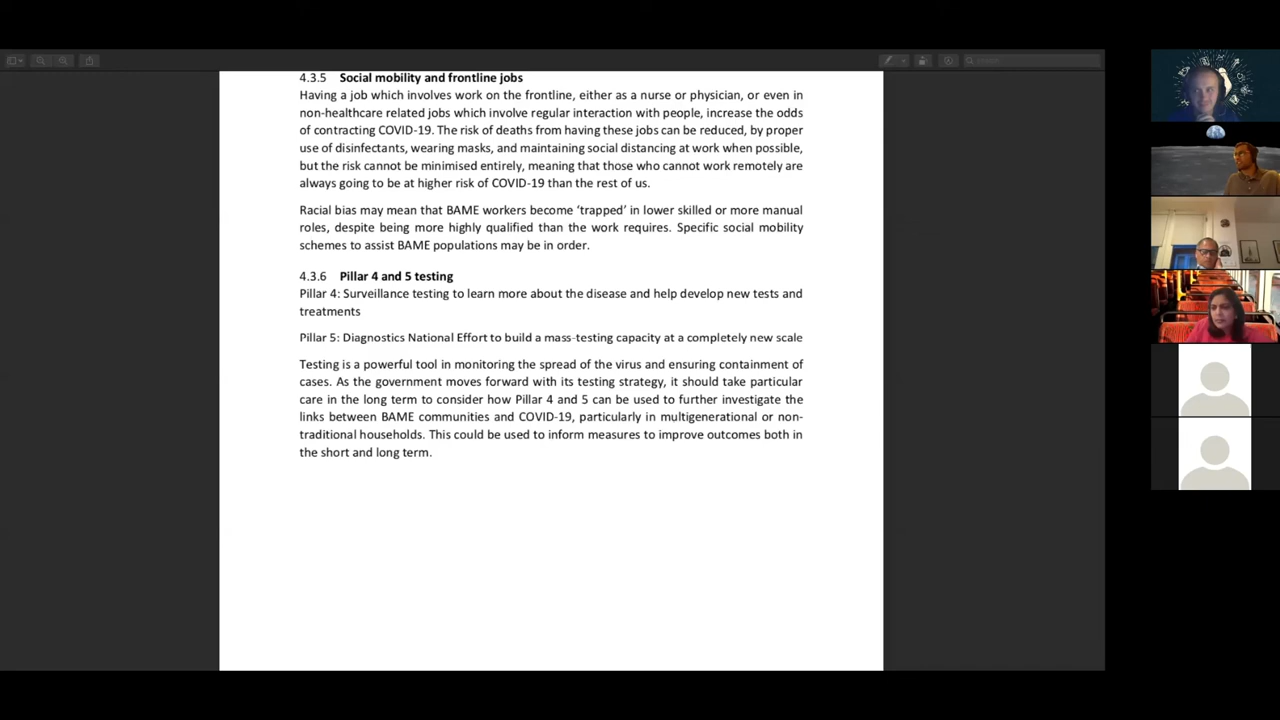 4.3.5 Social mobility and frontline jobs
Having a job which involves work on the frontline, either as a nurse or physician, or even in
non-healthcare related jobs which involve regular interaction with people, increase the odds
of contracting COVID-19. The risk of deaths from having these jobs can be reduced, by proper
use of disinfectants, wearing masks, and maintaining social distancing at work when possible,
but the risk cannot be minimised entirely, meaning that those who cannot work remotely are
always going to be at higher risk of COVID-19 than the rest of us.
Racial bias may mean that BAME workers become ‘trapped’ in lower skilled or more manual
roles, despite being more highly qualified than the work requires. Specific social mobility
schemes to assist BAME populations may be in order.
4.3.6 Pillar 4 and 5 testing
Pillar 4: Surveillance testing to learn more about the disease and help develop new tests and
treatments
Pillar 5: Diagnostics National Effort to build a mass-testing capacity at a completely new scale
Testing is a powerful tool in monitoring the spread of the virus and ensuring containment of
cases. As the government moves forward with its testing strategy, it should take particular
care in the long term to consider how Pillar 4 and 5 can be used to further investigate the
links between BAME communities and COVID-19, particularly in multigenerational or non-
traditional households. This could be used to inform measures to improve outcomes both in
the short and long term.